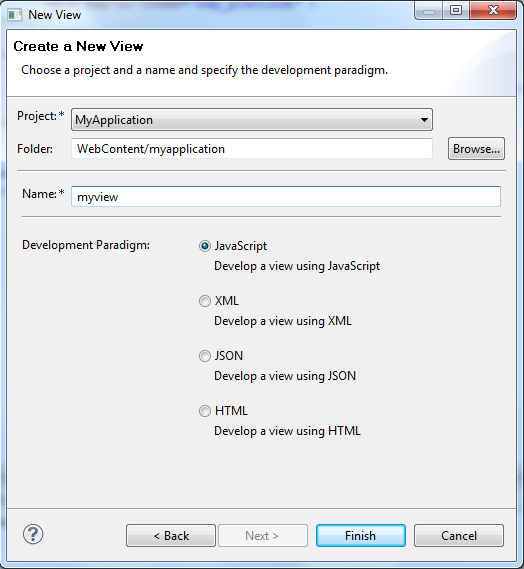 New View
Create a New View
Choose a project and a name and specify the development paradigm.
Project:* MyApplication
Folder: WebContent/myapplication Browse...
Name:* myview
Development Paradigm: JavaScript
Develop a view using JavaScript
XML
Develop a view using XML
JSON
Develop a view using JSON
HTML
Develop a view using HTML
? < Back Next > Finish Cancel